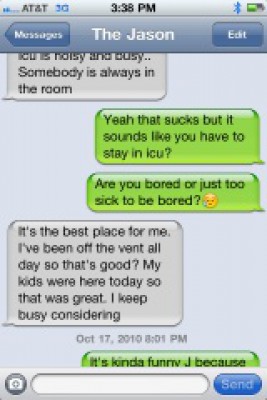 AT&T 3G 3:38 PM
Messages The Jason Edit
icu is noisy and busy..
Somebody is always in
the room
Yeah that sucks but it
sounds like you have to
stay in icu?
Are you bored or just too
sick to be bored?😥
It's the best place for me.
I've been off the vent all
day so that's good? My
kids were here today so
that was great. I keep
busy considering
Oct 17, 2010 8:01 PM
It's kinda funny J because
Send